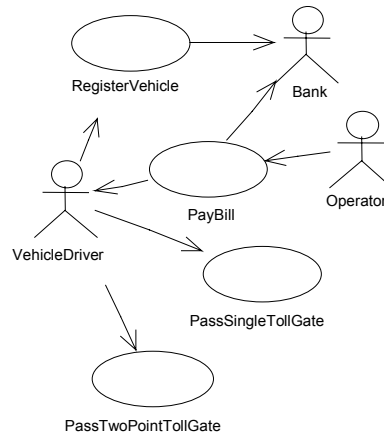 RegisterVehicle
Bank
PayBill
Operator
VehicleDriver
PassSingleTollGate
PassTwoPointTollGate